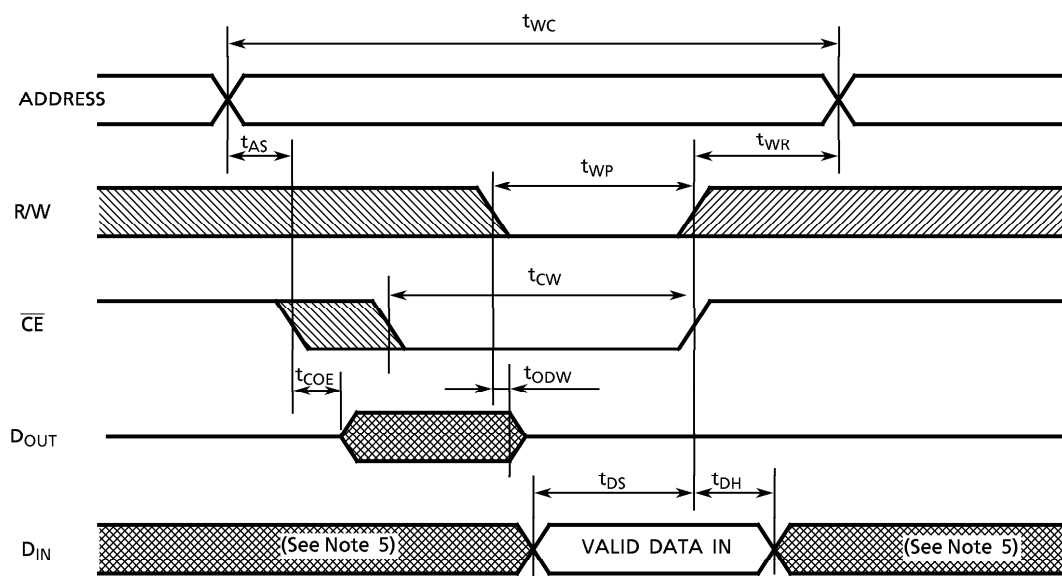 tWC
ADDRESS
tAS
tWR
tWP
R/W
tCW
CE
tCOE
tODW
DOUT
tDS
tDH
DIN
(See Note 5)
VALID DATA IN
(See Note 5)